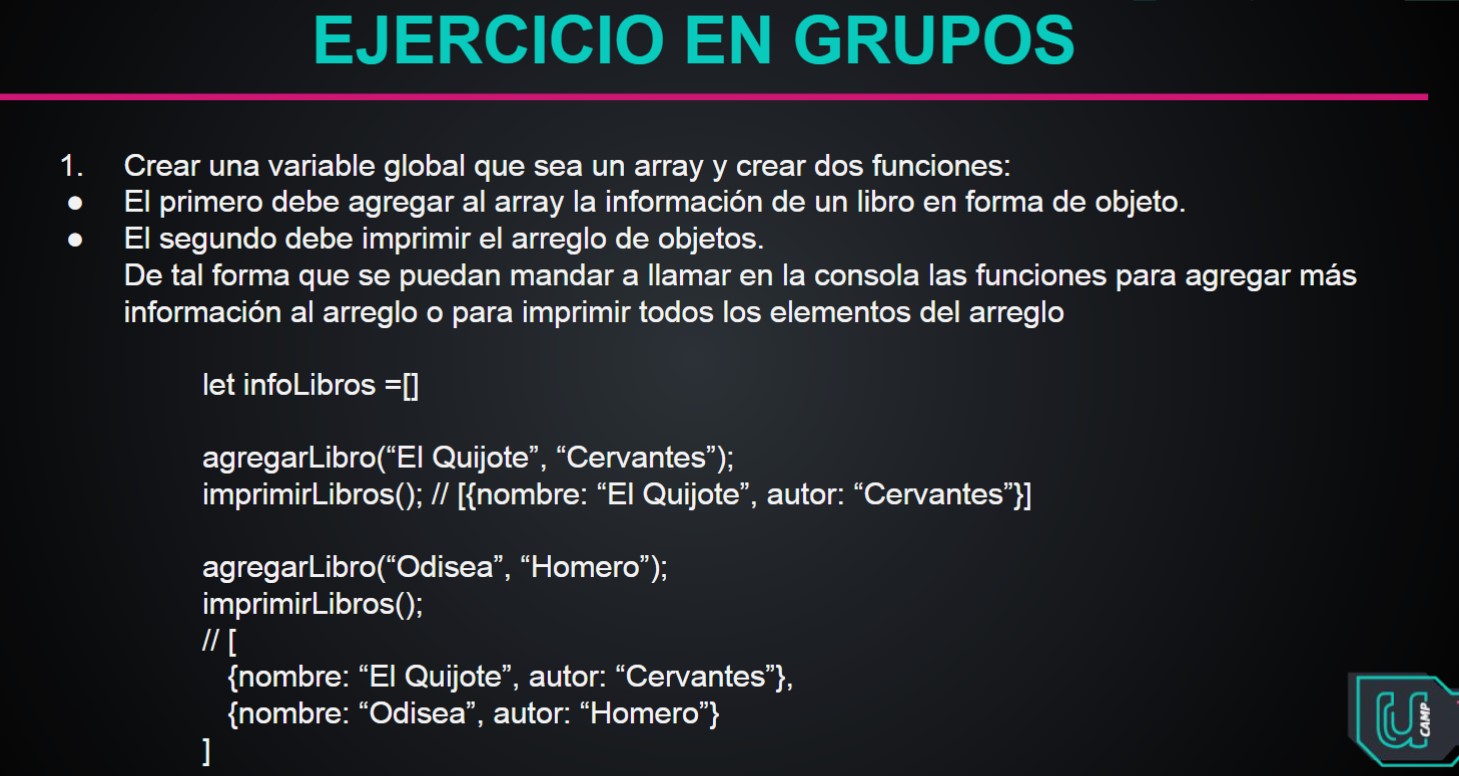 EJERCICIO EN GRUPOS
1. Crear una variable global que sea un array y crear dos funciones:
● El primero debe agregar al array la información de un libro en forma de objeto.
● El segundo debe imprimir el arreglo de objetos.
De tal forma que se puedan mandar a llamar en la consola las funciones para agregar más
información al arreglo o para imprimir todos los elementos del arreglo
let infoLibros =[]
agregarLibro(“El Quijote”, “Cervantes”);
imprimirLibros(); // [{nombre: “El Quijote”, autor: “Cervantes”}]
agregarLibro(“Odisea”, “Homero”);
imprimirLibros();
// [
{nombre: “El Quijote”, autor: “Cervantes”},
{nombre: “Odisea”, autor: “Homero”}
]
U CAMP